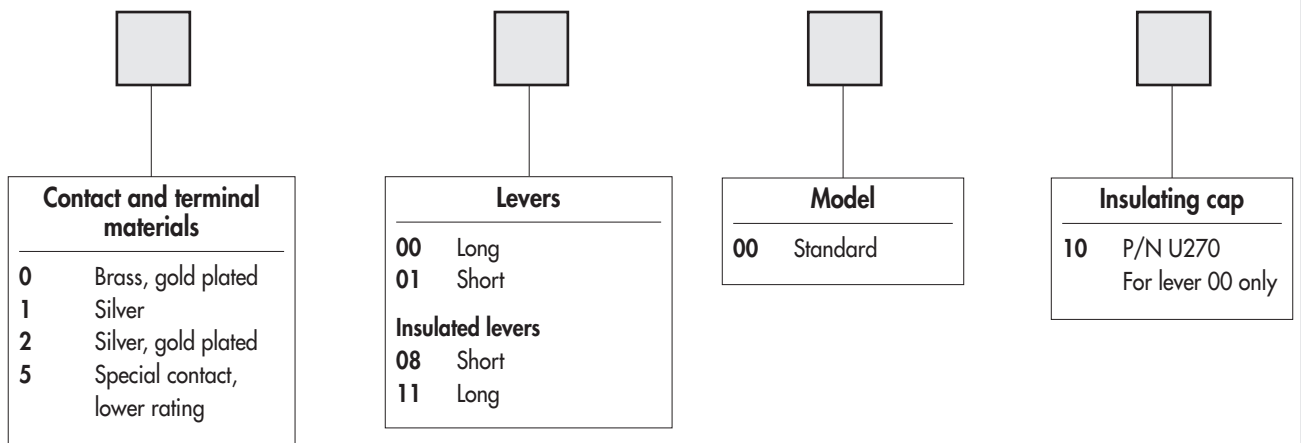 Contact and terminal
materials
0 Brass, gold plated
1 Silver
2 Silver, gold plated
5 Special contact,
lower rating
Levers
00 Long
01 Short
Insulated levers
08 Short
11 Long
Model
00 Standard
Insulating cap
10 P/N U270
For lever 00 only